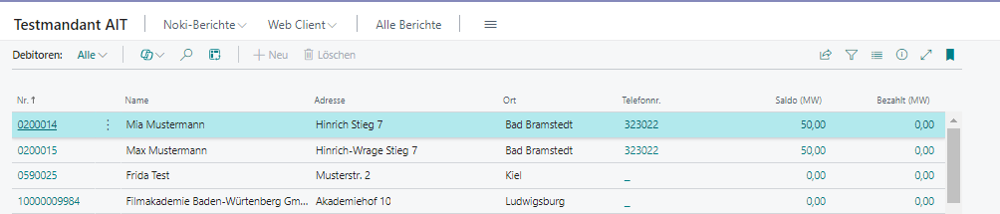 Testmandant AIT Noki-Berichte Web Client Alle Berichte
Debitoren: Alle Neu Löschen
Nr. ↑ Name Adresse Ort Telefonnr. Saldo (MW) Bezahlt (MW)
0200014 Mia Mustermann Hinrich Stieg 7 Bad Bramstedt 323022 50,00 0,00
0200015 Max Mustermann Hinrich-Wrage Stieg 7 Bad Bramstedt 323022 50,00 0,00
0590025 Frida Test Musterstr. 2 Kiel _ 0,00 0,00
10000009984 Filmakademie Baden-Würtenberg Gm... Akademiehof 10 Ludwigsburg _ 0,00 0,00